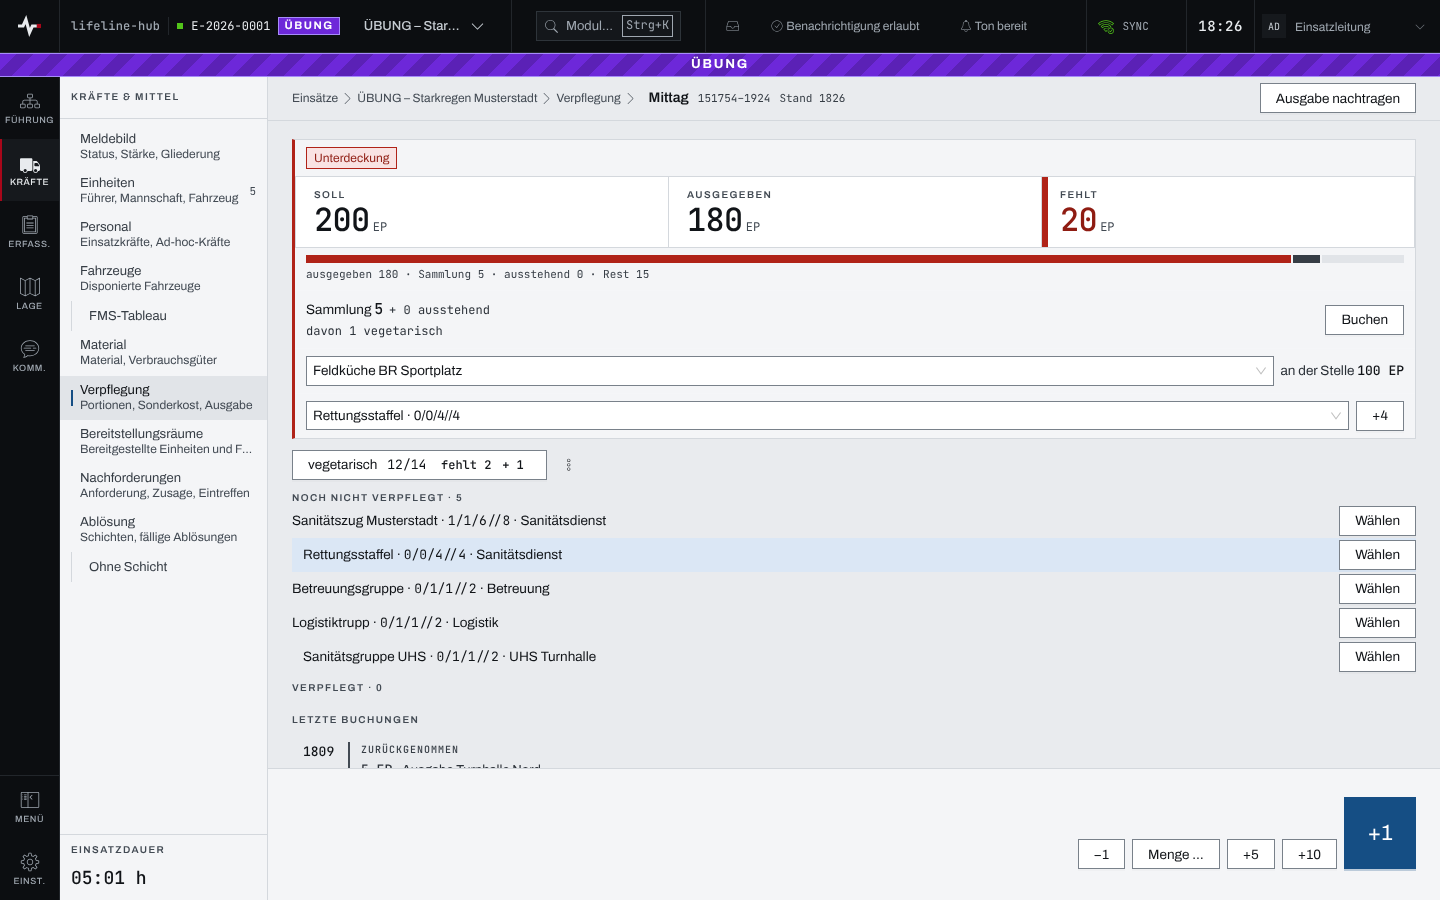 lifeline-hub E-2026-0001 ÜBUNG ÜBUNG – Star... Modul... Strg+K Benachrichtigung erlaubt Ton bereit SYNC 18:26 AD Einsatzleitung
ÜBUNG
FÜHRUNG
KRÄFTE
ERFASS.
LAGE
KOMM.
MENÜ
EINST.
KRÄFTE & MITTEL
Meldebild
Status, Stärke, Gliederung
Einheiten
Führer, Mannschaft, Fahrzeug 5
Personal
Einsatzkräfte, Ad-hoc-Kräfte
Fahrzeuge
Disponierte Fahrzeuge
FMS-Tableau
Material
Material, Verbrauchsgüter
Verpflegung
Portionen, Sonderkost, Ausgabe
Bereitstellungsräume
Bereitgestellte Einheiten und F...
Nachforderungen
Anforderung, Zusage, Eintreffen
Ablösung
Schichten, fällige Ablösungen
Ohne Schicht
EINSATZDAUER
05:01 h
Einsätze ÜBUNG – Starkregen Musterstadt Verpflegung Mittag 151754–1924 Stand 1826 Ausgabe nachtragen
Unterdeckung
SOLL AUSGEGEBEN FEHLT
200 EP 180 EP 20 EP
ausgegeben 180 · Sammlung 5 · ausstehend 0 · Rest 15
Sammlung 5 + 0 ausstehend
davon 1 vegetarisch
Buchen
Feldküche BR Sportplatz an der Stelle 100 EP
Rettungsstaffel · 0/0/4//4 +4
vegetarisch 12/14 fehlt 2 + 1
NOCH NICHT VERPFLEGT · 5
Sanitätszug Musterstadt · 1/1/6//8 · Sanitätsdienst Wählen
Rettungsstaffel · 0/0/4//4 · Sanitätsdienst Wählen
Betreuungsgruppe · 0/1/1//2 · Betreuung Wählen
Logistiktrupp · 0/1/1//2 · Logistik Wählen
Sanitätsgruppe UHS · 0/1/1//2 · UHS Turnhalle Wählen
VERPFLEGT · 0
LETZTE BUCHUNGEN
1809 ZURÜCKGENOMMEN
5 EP Ausgabe Turnhalle Nord
−1 Menge ... +5 +10 +1